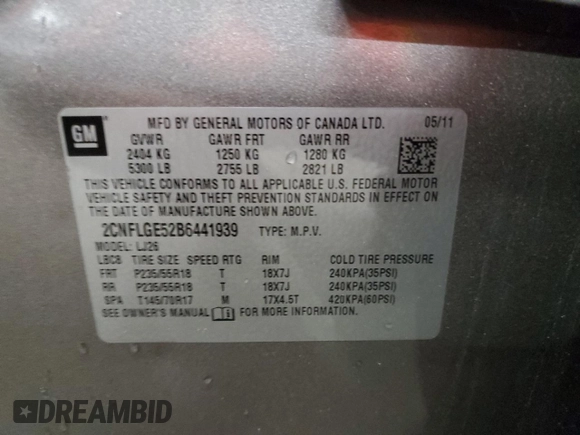 GM
MFD BY GENERAL MOTORS OF CANADA LTD. 05/11
GVWR GAWR FRT GAWR RR
2404 KG 1250 KG 1280 KG
5300 LB 2755 LB 2821 LB
THIS VEHICLE CONFORMS TO ALL APPLICABLE U.S. FEDERAL MOTOR
VEHICLE SAFETY AND THEFT PREVENTION STANDARDS IN EFFECT ON
THE DATE OF MANUFACTURE SHOWN ABOVE.
2CNFLGE52B6441939 TYPE: M.P.V.
MODEL: LJ26
LBC8 TIRE SIZE SPEED RTG RIM COLD TIRE PRESSURE
FRT P235/55R18 T 18X7J 240KPA(35PSI)
RR P235/55R18 T 18X7J 240KPA(35PSI)
SPA T145/70R17 M 17X4.5T 420KPA(60PSI)
SEE OWNER'S MANUAL FOR MORE INFORMATION.
DREAMBID